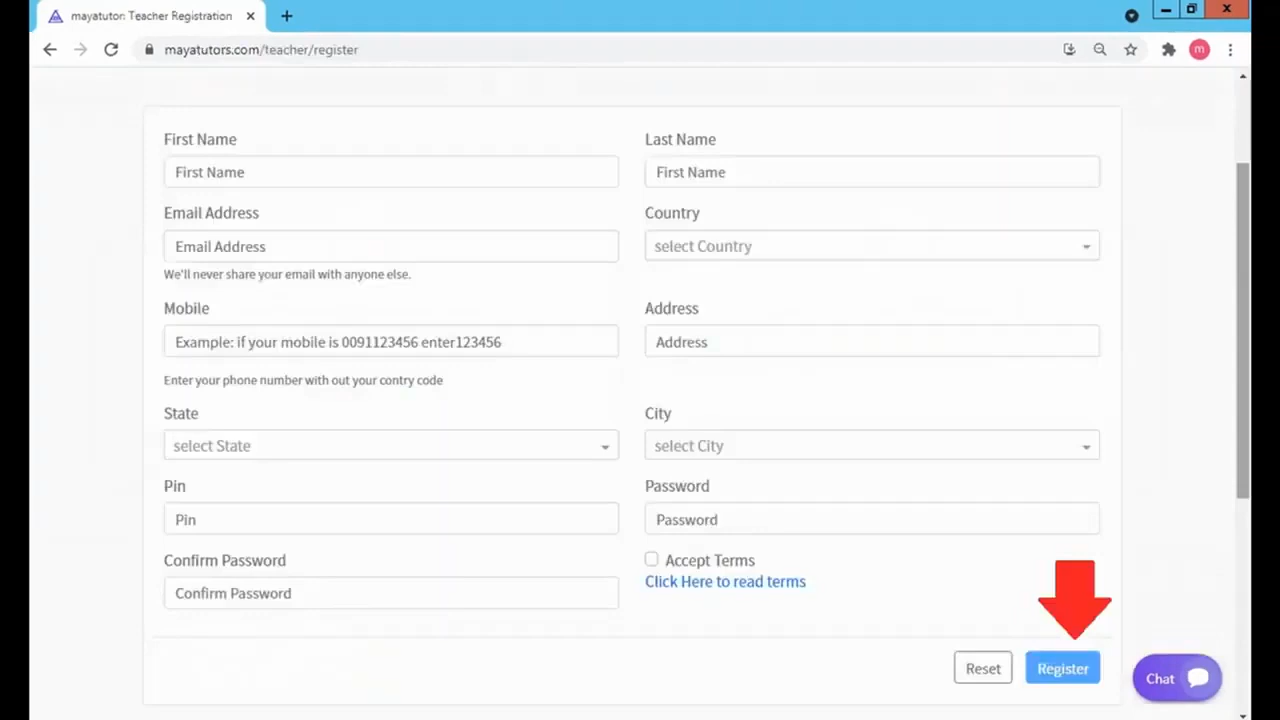 mayatutor: Teacher Registration
mayatutors.com/teacher/register
m
First Name
Last Name
First Name
First Name
Email Address
Country
Email Address
select Country
We'll never share your email with anyone else.
Mobile
Address
Example: if your mobile is 0091123456 enter123456
Address
Enter your phone number with out your contry code
State
City
select State
select City
Pin
Password
Pin
Password
Confirm Password
Accept Terms
Click Here to read terms
Confirm Password
Reset
Register
Chat